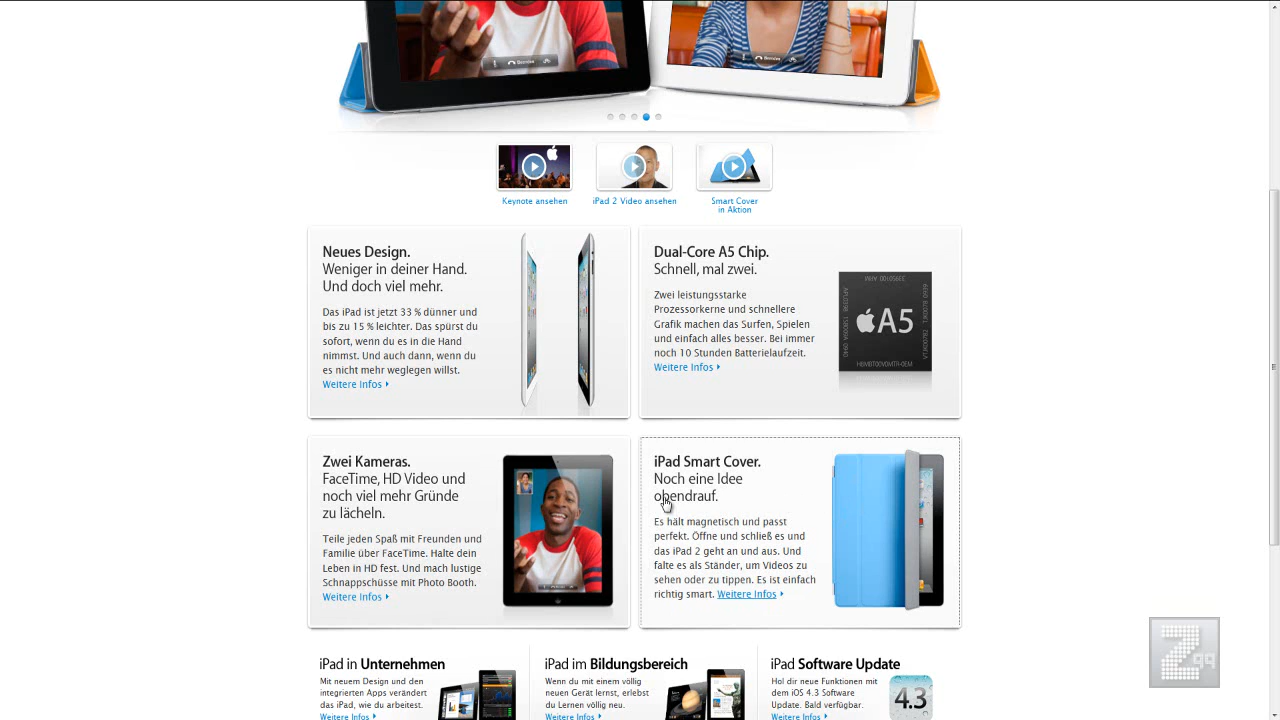 Beenden
Beenden
Keynote ansehen
iPad 2 Video ansehen
Smart Cover
in Aktion
Neues Design.
Weniger in deiner Hand.
Und doch viel mehr.
Das iPad ist jetzt 33 % dünner und
bis zu 15 % leichter. Das spürst du
sofort, wenn du es in die Hand
nimmst. Und auch dann, wenn du
es nicht mehr weglegen willst.
Weitere Infos
Dual-Core A5 Chip.
Schnell, mal zwei.
Zwei leistungsstarke
Prozessorkerne und schnellere
Grafik machen das Surfen, Spielen
und einfach alles besser. Bei immer
noch 10 Stunden Batterielaufzeit.
Weitere Infos
A5
Zwei Kameras.
FaceTime, HD Video und
noch viel mehr Gründe
zu lächeln.
Teile jeden Spaß mit Freunden und
Familie über FaceTime. Halte dein
Leben in HD fest. Und mach lustige
Schnappschüsse mit Photo Booth.
Weitere Infos
iPad Smart Cover.
Noch eine Idee
obendrauf.
Es hält magnetisch und passt
perfekt. Öffne und schließ es und
das iPad 2 geht an und aus. Und
falte es als Ständer, um Videos zu
sehen oder zu tippen. Es ist einfach
richtig smart. Weitere Infos
iPad in Unternehmen
Mit neuem Design und den
integrierten Apps verändert
das iPad, wie du arbeitest.
Weitere Infos
iPad im Bildungsbereich
Wenn du mit einem völlig
neuen Gerät lernst, erlebst
du Lernen völlig neu.
Weitere Infos
iPad Software Update
Hol dir neue Funktionen mit
dem iOS 4.3 Software
Update. Bald verfügbar.
Weitere Infos
4.3
Z99